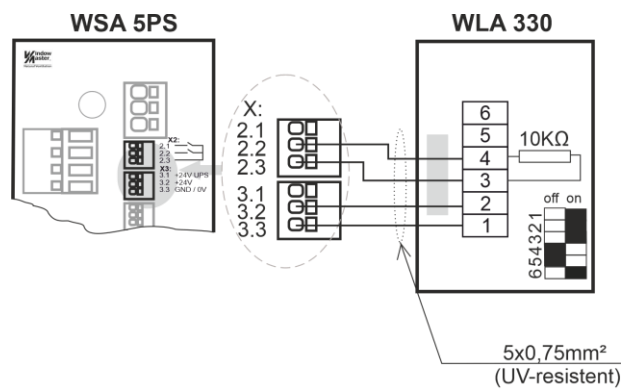 WSA 5PS
WLA 330
Window
Master
X2:
2.1
2.2
2.3
X3:
3.1 +24V UPS
3.2 +24V
3.3 GND / 0V
X:
2.1
2.2
2.3
3.1
3.2
3.3
6
5
4
3
2
1
10KΩ
off on
654321
5x0,75mm²
(UV-resistent)